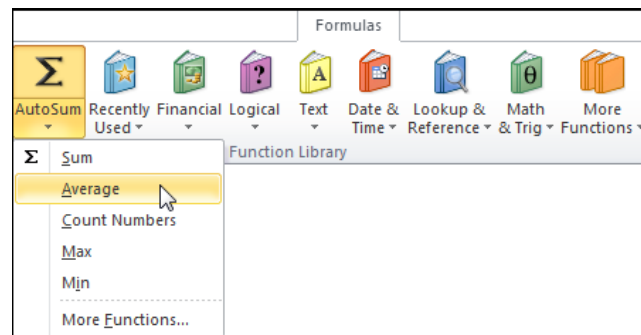 Formulas
Σ
? A θ
AutoSum Recently Financial Logical Text Date & Lookup & Math More
Used Time Reference & Trig Functions
Function Library
Σ Sum
Average
Count Numbers
Max
Min
More Functions...